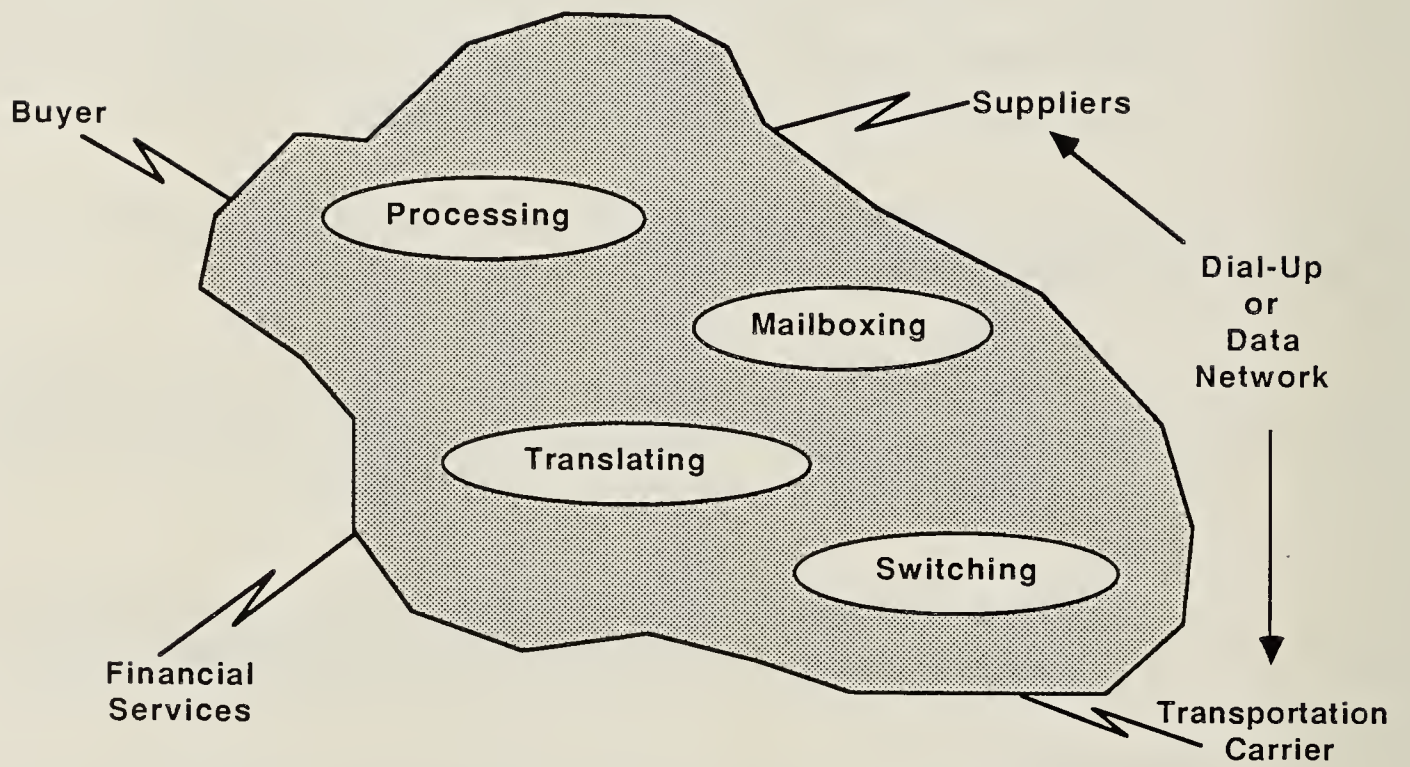 Buyer
Suppliers
Processing
Dial-Up
or
Data
Network
Mailboxing
Translating
Switching
Financial
Services
Transportation
Carrier